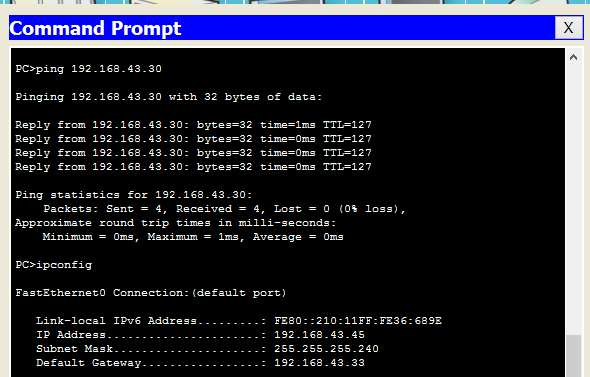 Command Prompt
X
PC>ping 192.168.43.30
Pinging 192.168.43.30 with 32 bytes of data:
Reply from 192.168.43.30: bytes=32 time=1ms TTL=127
Reply from 192.168.43.30: bytes=32 time=0ms TTL=127
Reply from 192.168.43.30: bytes=32 time=0ms TTL=127
Reply from 192.168.43.30: bytes=32 time=0ms TTL=127
Ping statistics for 192.168.43.30:
Packets: Sent = 4, Received = 4, Lost = 0 (0% loss),
Approximate round trip times in milli-seconds:
Minimum = 0ms, Maximum = 1ms, Average = 0ms
PC>ipconfig
FastEthernet0 Connection:(default port)
Link-local IPv6 Address.........: FE80::210:11FF:FE36:689E
IP Address......................: 192.168.43.45
Subnet Mask.....................: 255.255.255.240
Default Gateway.................: 192.168.43.33